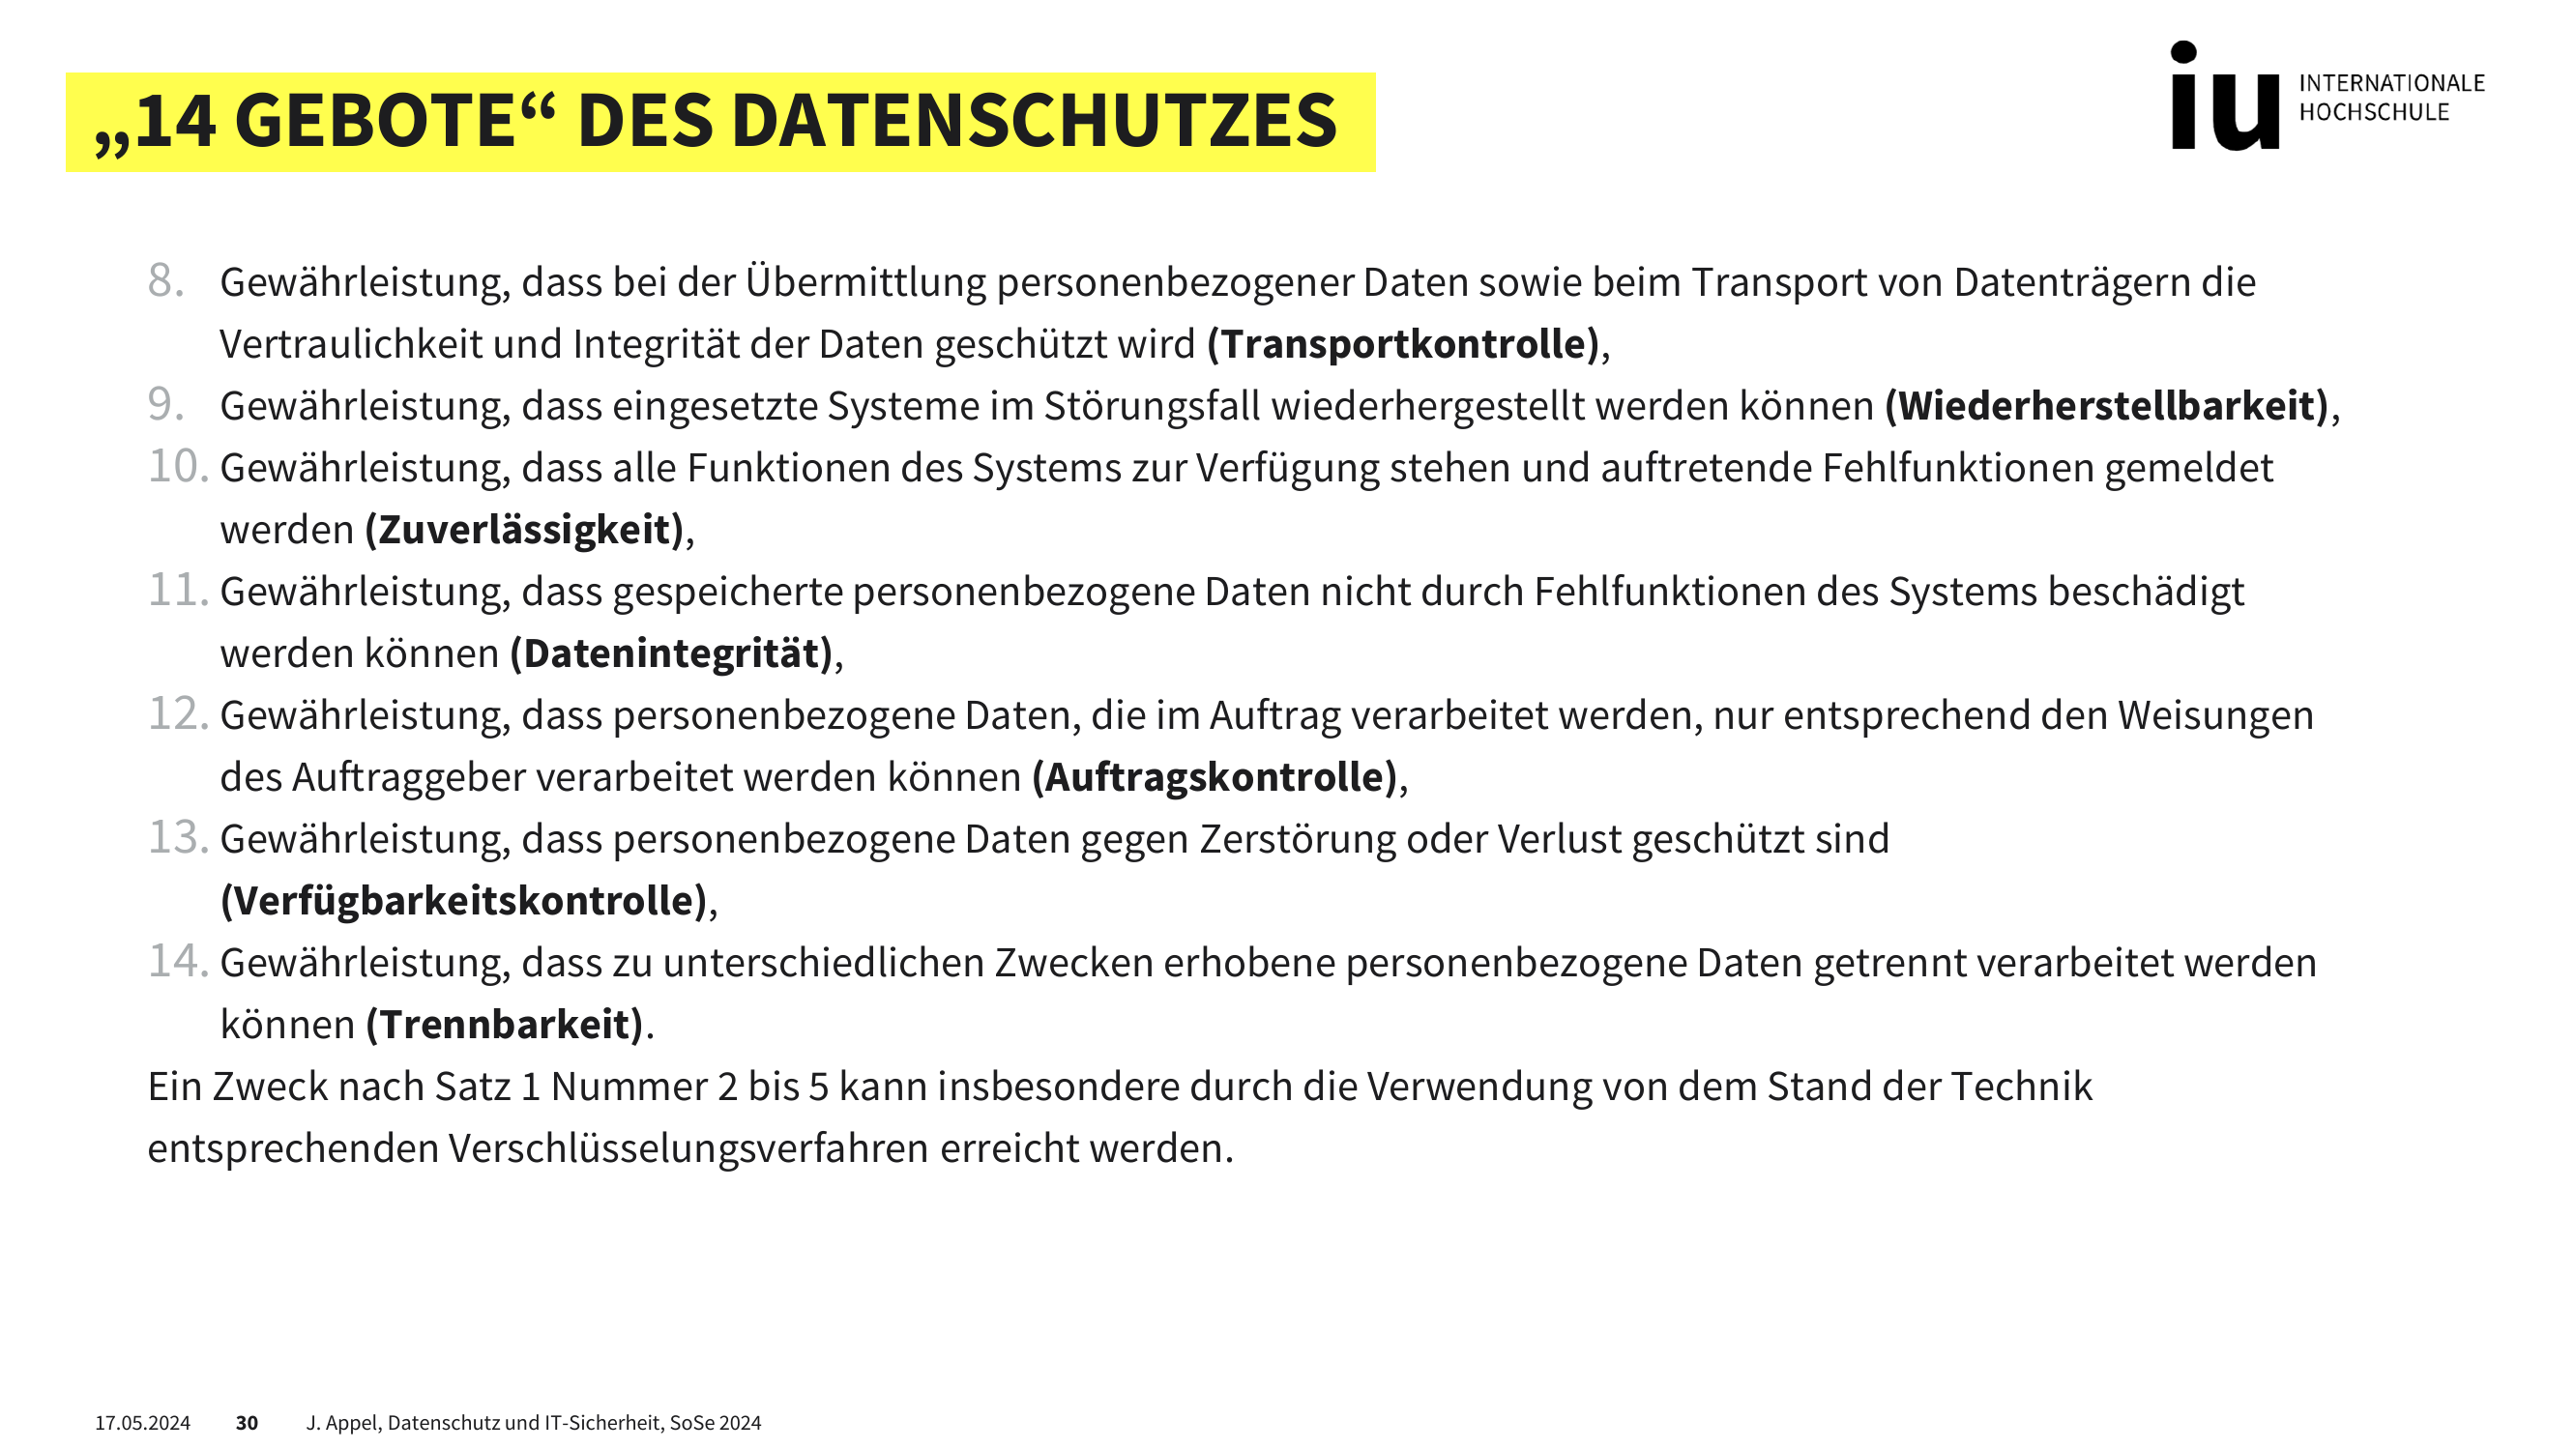 „14 GEBOTE“ DES DATENSCHUTZES
iu INTERNATIONALE
HOCHSCHULE
8. Gewährleistung, dass bei der Übermittlung personenbezogener Daten sowie beim Transport von Datenträgern die
Vertraulichkeit und Integrität der Daten geschützt wird (Transportkontrolle),
9. Gewährleistung, dass eingesetzte Systeme im Störungsfall wiederhergestellt werden können (Wiederherstellbarkeit),
10. Gewährleistung, dass alle Funktionen des Systems zur Verfügung stehen und auftretende Fehlfunktionen gemeldet
werden (Zuverlässigkeit),
11. Gewährleistung, dass gespeicherte personenbezogene Daten nicht durch Fehlfunktionen des Systems beschädigt
werden können (Datenintegrität),
12. Gewährleistung, dass personenbezogene Daten, die im Auftrag verarbeitet werden, nur entsprechend den Weisungen
des Auftraggeber verarbeitet werden können (Auftragskontrolle),
13. Gewährleistung, dass personenbezogene Daten gegen Zerstörung oder Verlust geschützt sind
(Verfügbarkeitskontrolle),
14. Gewährleistung, dass zu unterschiedlichen Zwecken erhobene personenbezogene Daten getrennt verarbeitet werden
können (Trennbarkeit).
Ein Zweck nach Satz 1 Nummer 2 bis 5 kann insbesondere durch die Verwendung von dem Stand der Technik
entsprechenden Verschlüsselungsverfahren erreicht werden.
17.05.2024 30 J. Appel, Datenschutz und IT-Sicherheit, SoSe 2024